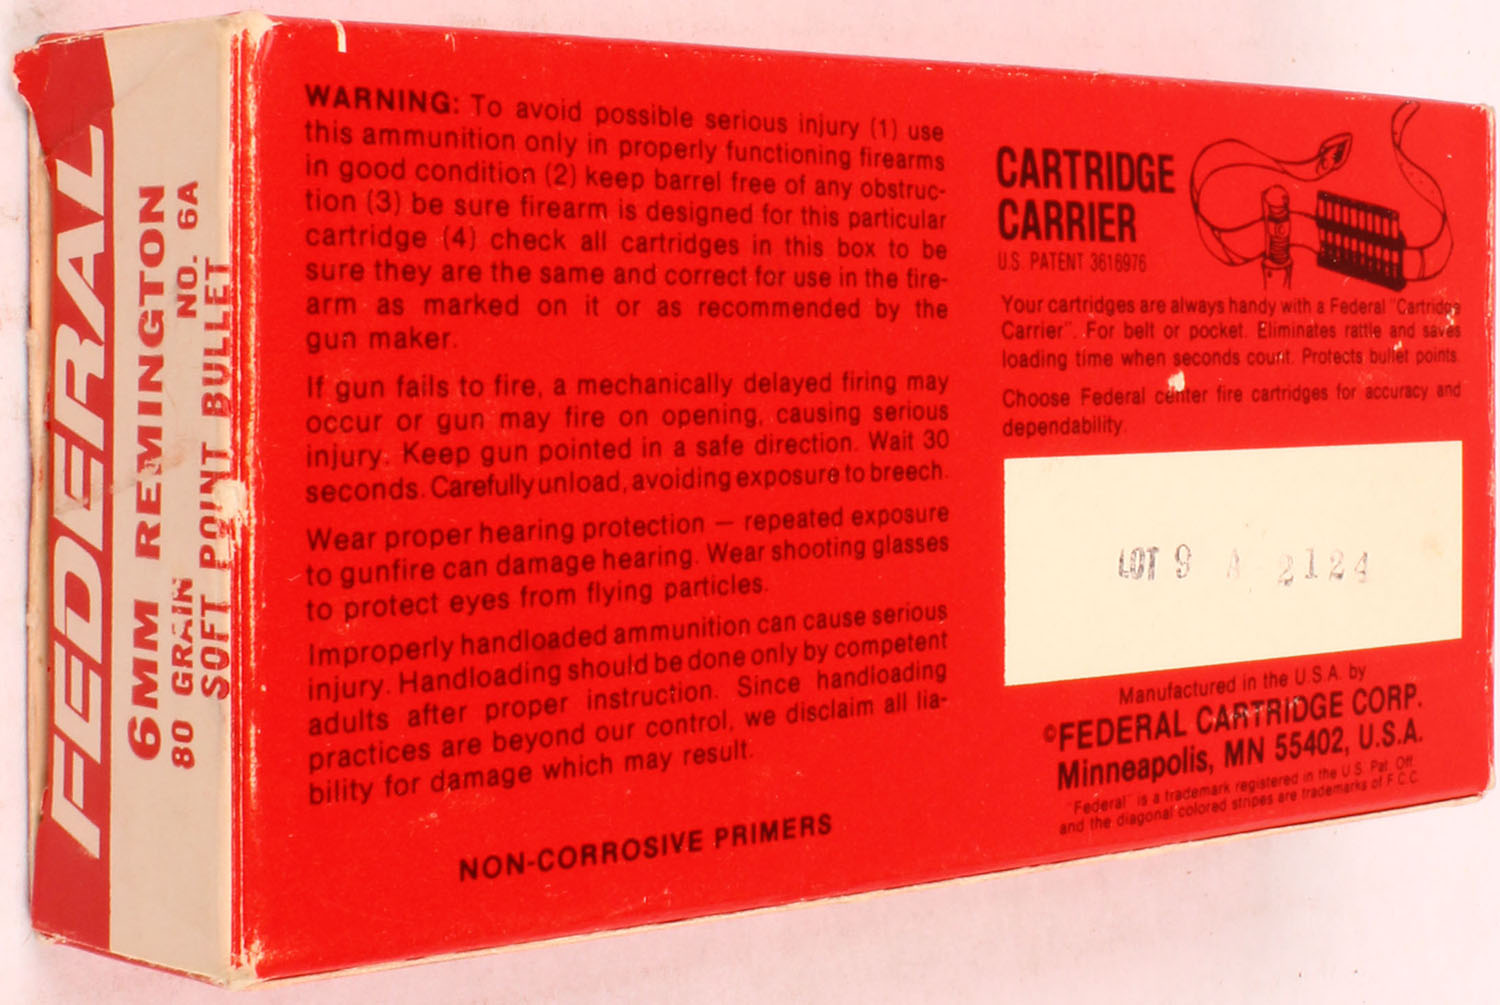 FEDERAL
6MM REMINGTON
80 GRAIN NO. 6A
SOFT POINT BULLET
WARNING: To avoid possible serious injury (1) use
this ammunition only in properly functioning firearms
in good condition (2) keep barrel free of any obstruc-
tion (3) be sure firearm is designed for this particular
cartridge (4) check all cartridges in this box to be
sure they are the same and correct for use in the fire-
arm as marked on it or as recommended by the
gun maker.
If gun fails to fire, a mechanically delayed firing may
occur or gun may fire on opening, causing serious
injury. Keep gun pointed in a safe direction. Wait 30
seconds. Carefully unload, avoiding exposure to breech.
Wear proper hearing protection — repeated exposure
to gunfire can damage hearing. Wear shooting glasses
to protect eyes from flying particles.
Improperly handloaded ammunition can cause serious
injury. Handloading should be done only by competent
adults after proper instruction. Since handloading
practices are beyond our control, we disclaim all lia-
bility for damage which may result.
NON-CORROSIVE PRIMERS
CARTRIDGE
CARRIER
U.S. PATENT 3616976
Your cartridges are always handy with a Federal "Cartridge
Carrier". For belt or pocket. Eliminates rattle and saves
loading time when seconds count. Protects bullet points.
Choose Federal center fire cartridges for accuracy and
dependability.
LOT 9 A 2124
Manufactured in the U.S.A. by
©FEDERAL CARTRIDGE CORP.
Minneapolis, MN 55402, U.S.A.
"Federal" is a trademark registered in the U.S. Pat. Off.
and the diagonal colored stripes are trademarks of F.C.C.